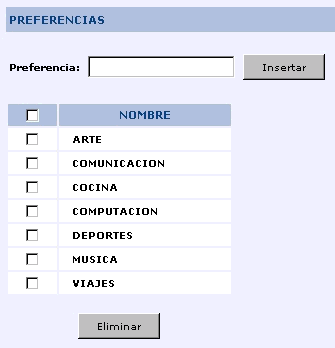 PREFERENCIAS
Preferencia: Insertar
NOMBRE
ARTE
COMUNICACION
COCINA
COMPUTACION
DEPORTES
MUSICA
VIAJES
Eliminar